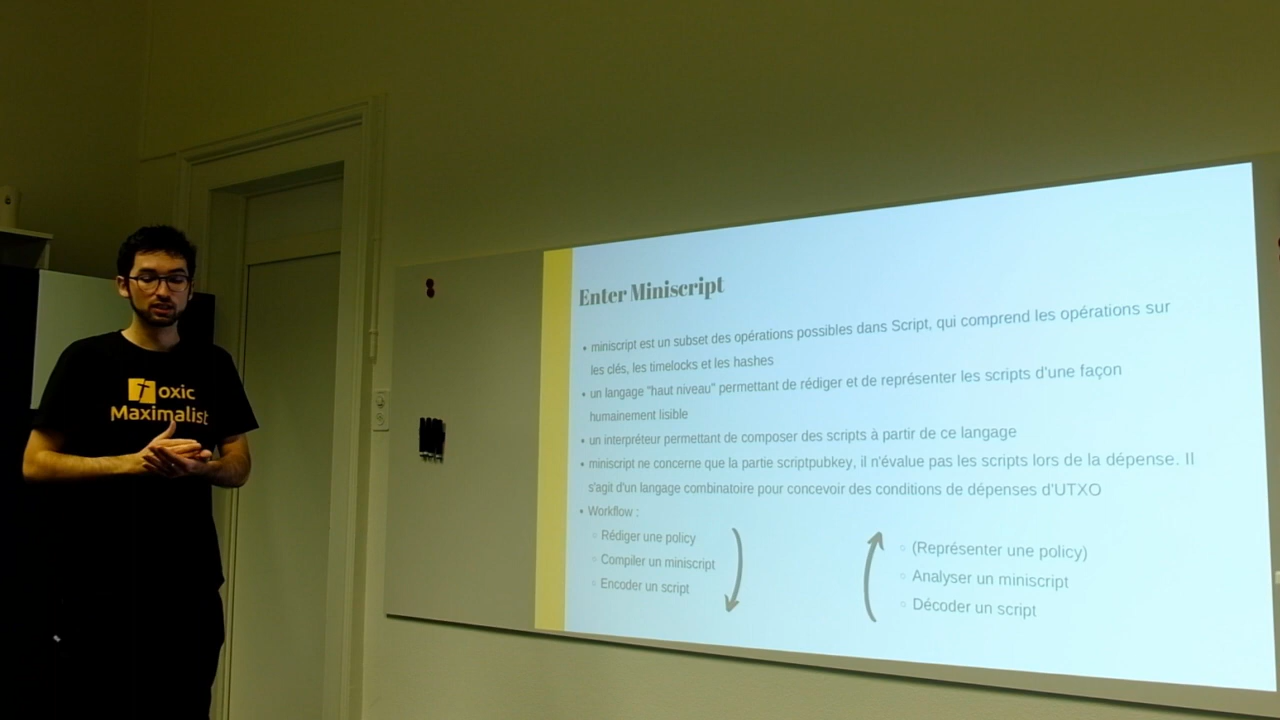 Toxic
Maximalist
Enter Miniscript
• miniscript est un subset des opérations possibles dans Script, qui comprend les opérations sur
les clés, les timelocks et les hashes
• un langage "haut niveau" permettant de rédiger et de représenter les scripts d'une façon
humainement lisible
• un interpréteur permettant de composer des scripts à partir de ce langage
• miniscript ne concerne que la partie scriptpubkey, il n'évalue pas les scripts lors de la dépense. Il
s'agit d'un langage combinatoire pour concevoir des conditions de dépenses d'UTXO
• Workflow :
○ Rédiger une policy
○ Compiler un miniscript
○ Encoder un script
○ (Représenter une policy)
○ Analyser un miniscript
○ Décoder un script